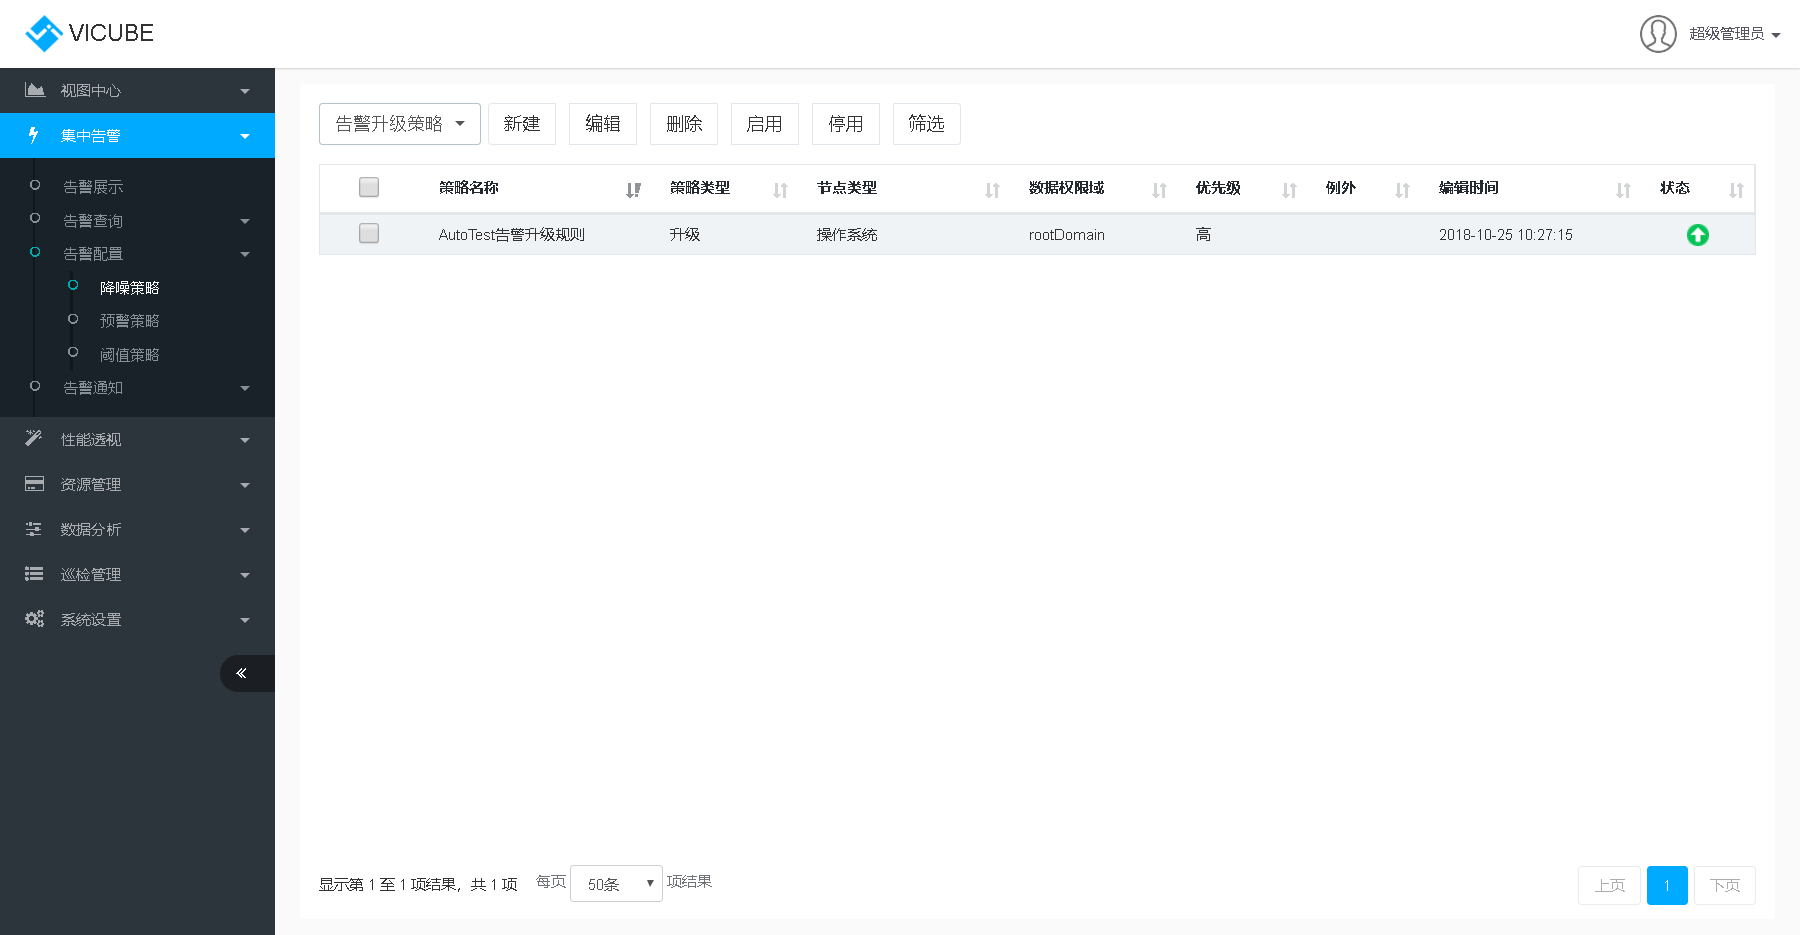 VICUBE
超级管理员
视图中心
集中告警
告警展示
告警查询
告警配置
降噪策略
预警策略
阈值策略
告警通知
性能透视
资源管理
数据分析
巡检管理
系统设置
告警升级策略 新建 编辑 删除 启用 停用 筛选
策略名称 策略类型 节点类型 数据权限域 优先级 例外 编辑时间 状态
AutoTest告警升级规则 升级 操作系统 rootDomain 高 2018-10-25 10:27:15
显示第 1 至 1 项结果，共 1 项 每页 50条 项结果
上页 1 下页